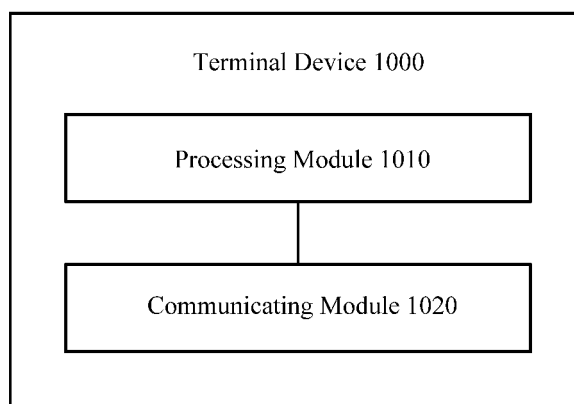 Terminal Device 1000
Processing Module 1010
Communicating Module 1020